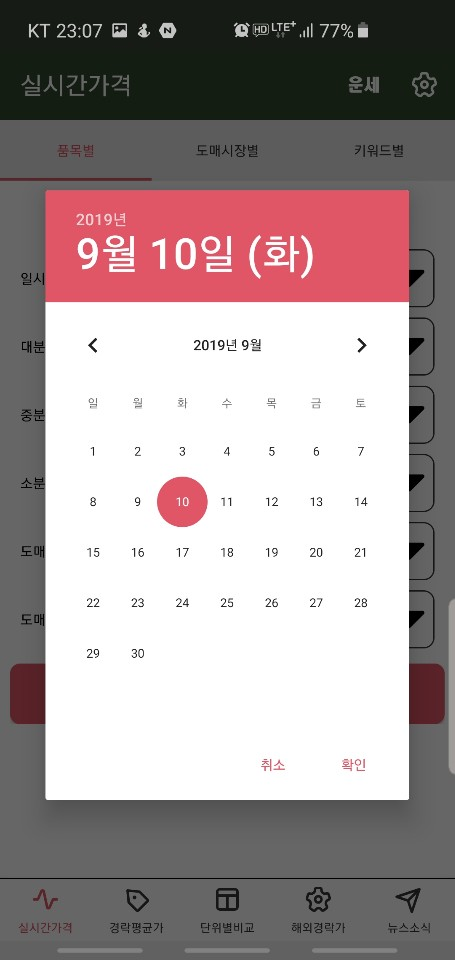 KT 23:07 HD LTE+ 77%
실시간가격 운세
품목별 도매시장별 키워드별
2019년
9월 10일 (화)
일시
2019년 9월
대분
일 월 화 수 목 금 토
중분
1 2 3 4 5 6 7
소분
8 9 10 11 12 13 14
도매
15 16 17 18 19 20 21
도매
22 23 24 25 26 27 28
29 30
취소 확인
실시간가격 경락평균가 단위별비교 해외경락가 뉴스소식